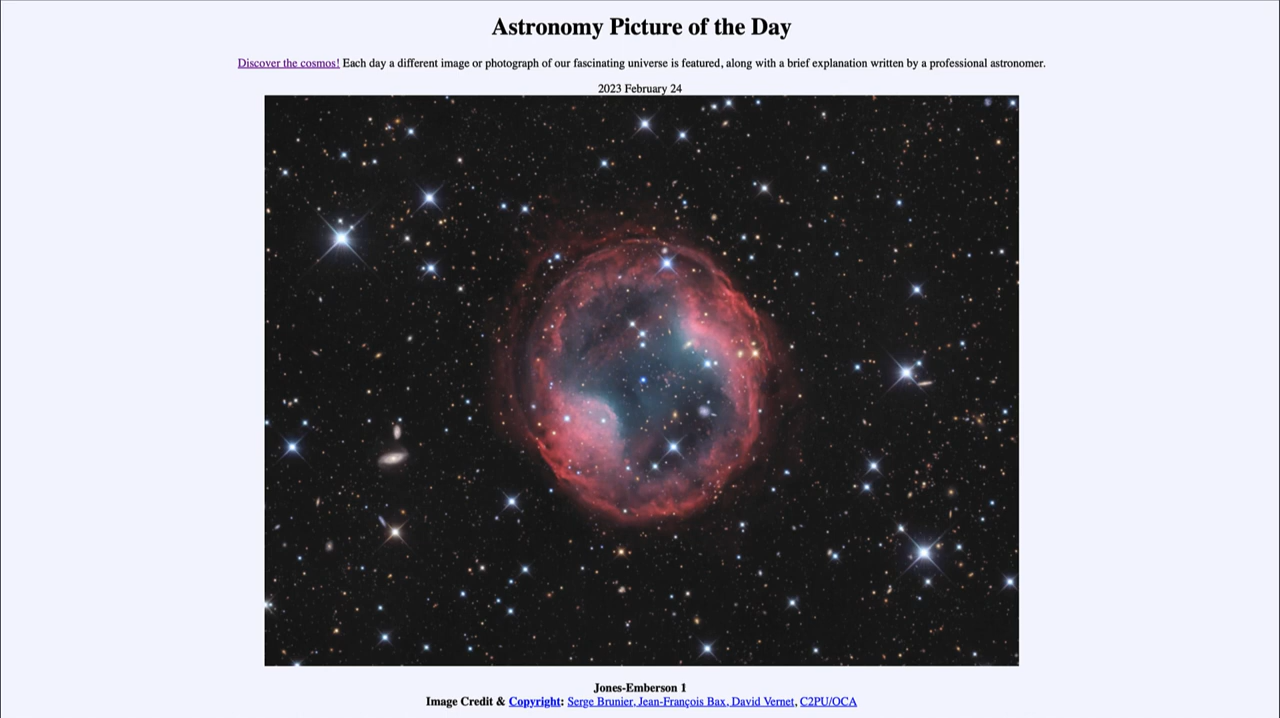 Astronomy Picture of the Day
Discover the cosmos! Each day a different image or photograph of our fascinating universe is featured, along with a brief explanation written by a professional astronomer.
2023 February 24
Jones-Emberson 1
Image Credit & Copyright: Serge Brunier, Jean-François Bax, David Vernet, C2PU/OCA